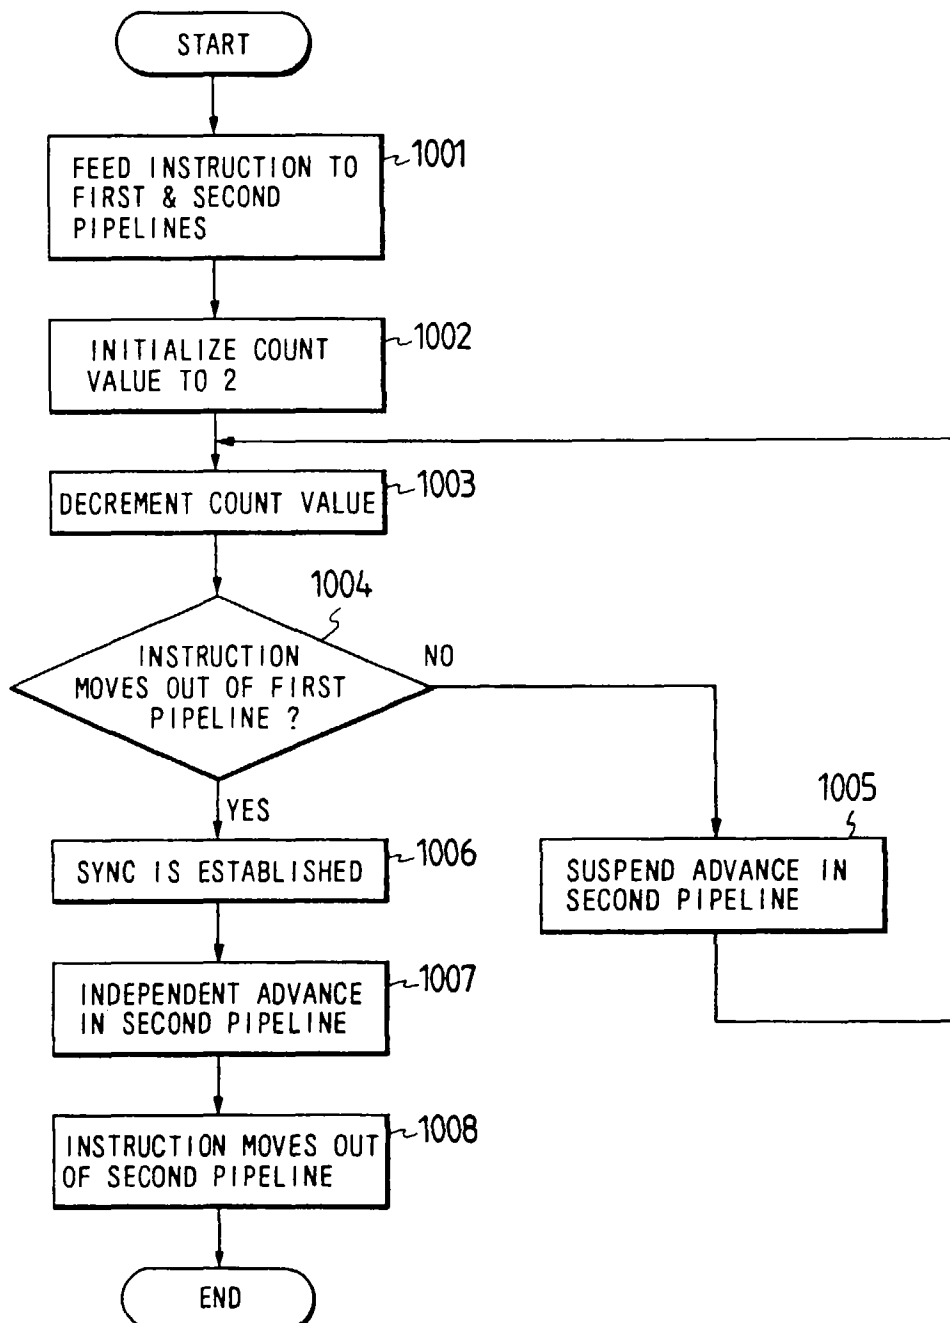 START
1001
FEED INSTRUCTION TO
FIRST & SECOND
PIPELINES
1002
INITIALIZE COUNT
VALUE TO 2
1003
DECREMENT COUNT VALUE
1004
INSTRUCTION
MOVES OUT OF FIRST
PIPELINE ?
NO
YES
1005
SUSPEND ADVANCE IN
SECOND PIPELINE
1006
SYNC IS ESTABLISHED
1007
INDEPENDENT ADVANCE
IN SECOND PIPELINE
1008
INSTRUCTION MOVES OUT
OF SECOND PIPELINE
END